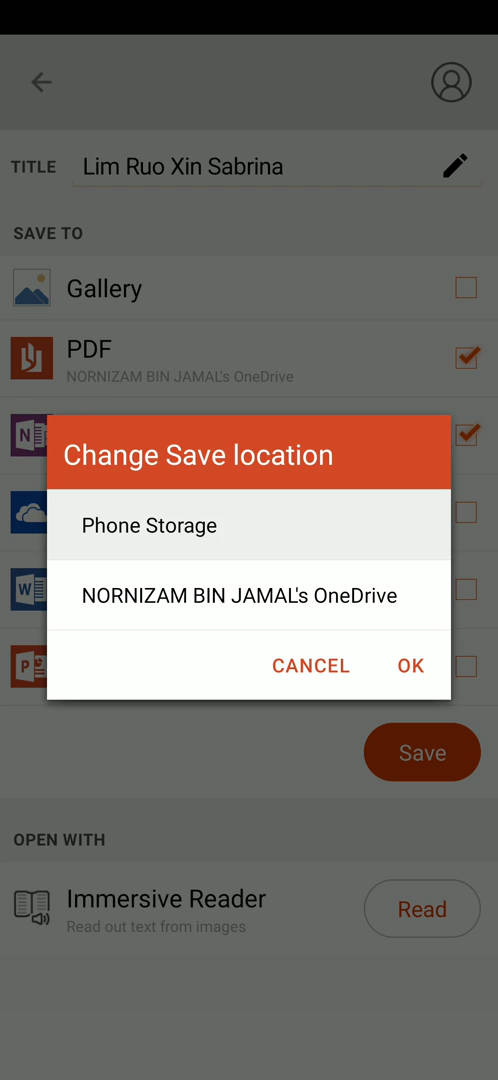 TITLE Lim Ruo Xin Sabrina
SAVE TO
Gallery
PDF
NORNIZAM BIN JAMAL's OneDrive
N
Change Save location
Phone Storage
NORNIZAM BIN JAMAL's OneDrive
W
CANCEL OK
P
Save
OPEN WITH
Immersive Reader
Read out text from images
Read